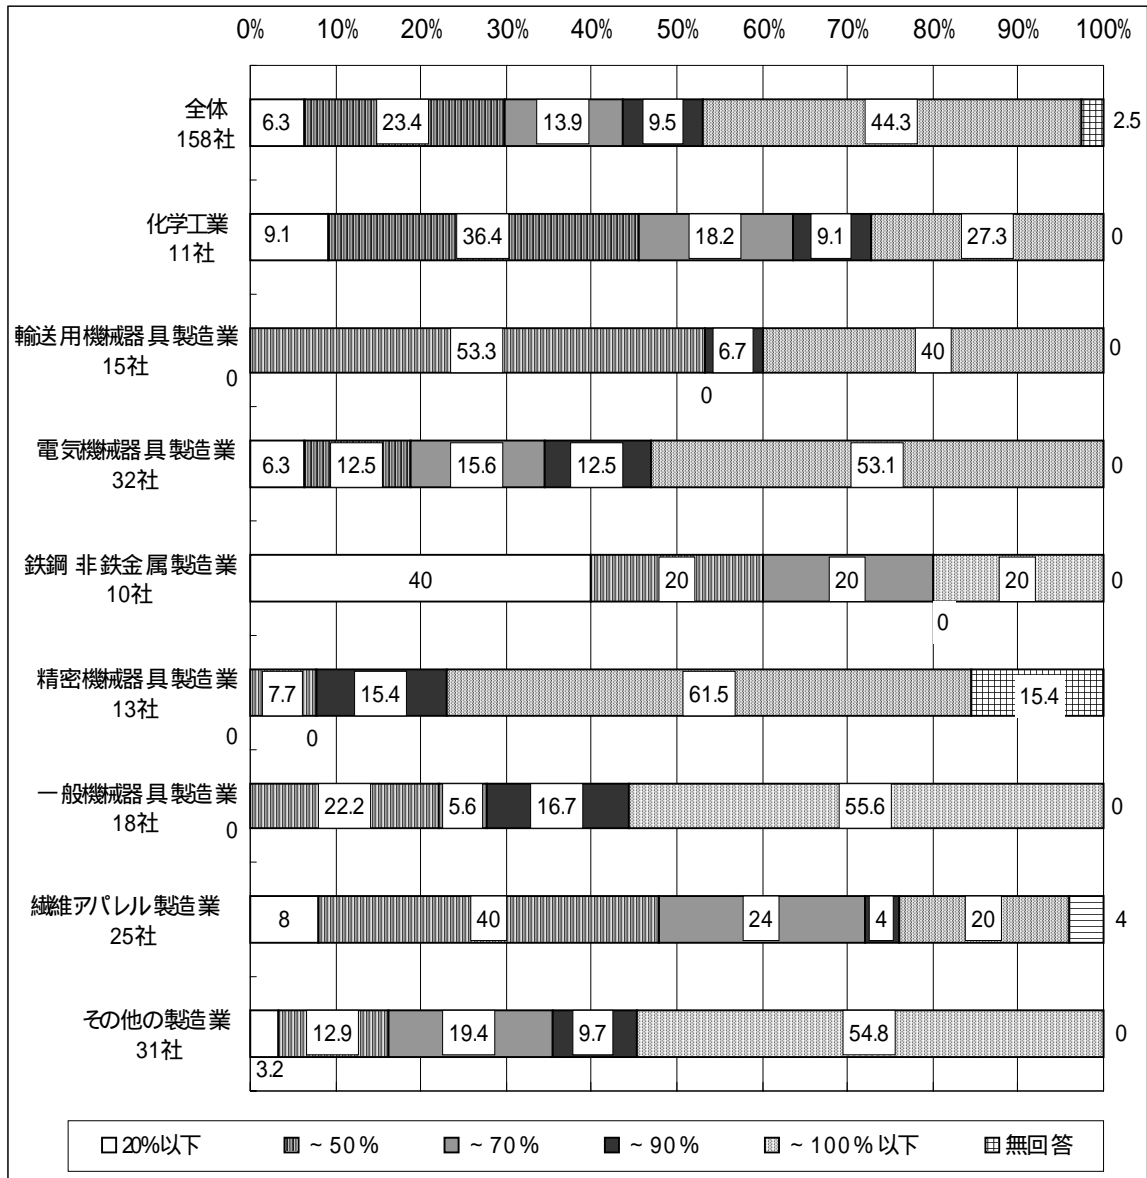 0% 10% 20% 30% 40% 50% 60% 70% 80% 90% 100%
全体
158社
6.3 23.4 13.9 9.5 44.3 2.5
化学工業
11社
9.1 36.4 18.2 9.1 27.3 0
輸送用機械器具製造業
15社
0 53.3 0 6.7 40 0
電気機械器具製造業
32社
6.3 12.5 15.6 12.5 53.1 0
鉄鋼 非鉄金属製造業
10社
40 20 20 0 20 0
精密機械器具製造業
13社
0 7.7 0 15.4 61.5 15.4
一般機械器具製造業
18社
0 22.2 5.6 16.7 55.6 0
繊維アパレル製造業
25社
8 40 24 4 20 4
その他の製造業
31社
3.2 12.9 19.4 9.7 54.8 0
20%以下 ~50% ~70% ~90% ~100%以下 無回答